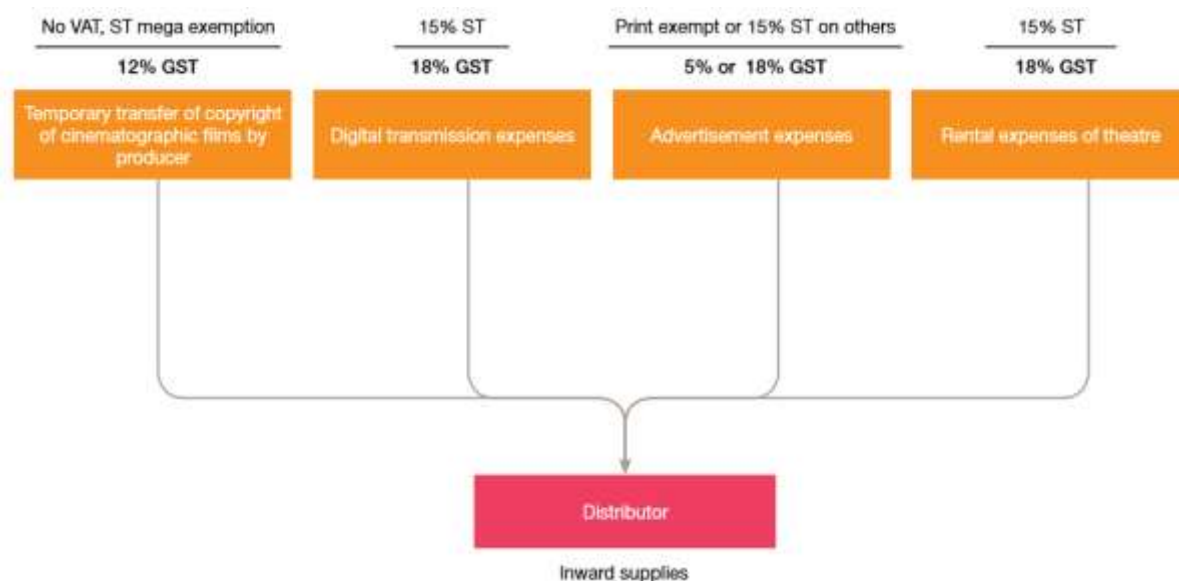 No VAT, ST mega exemption
12% GST
Temporary transfer of copyright
of cinematographic films by
producer
15% ST
18% GST
Digital transmission expenses
Print exempt or 15% ST on others
5% or 18% GST
Advertisement expenses
15% ST
18% GST
Rental expenses of theatre
Distributor
Inward supplies